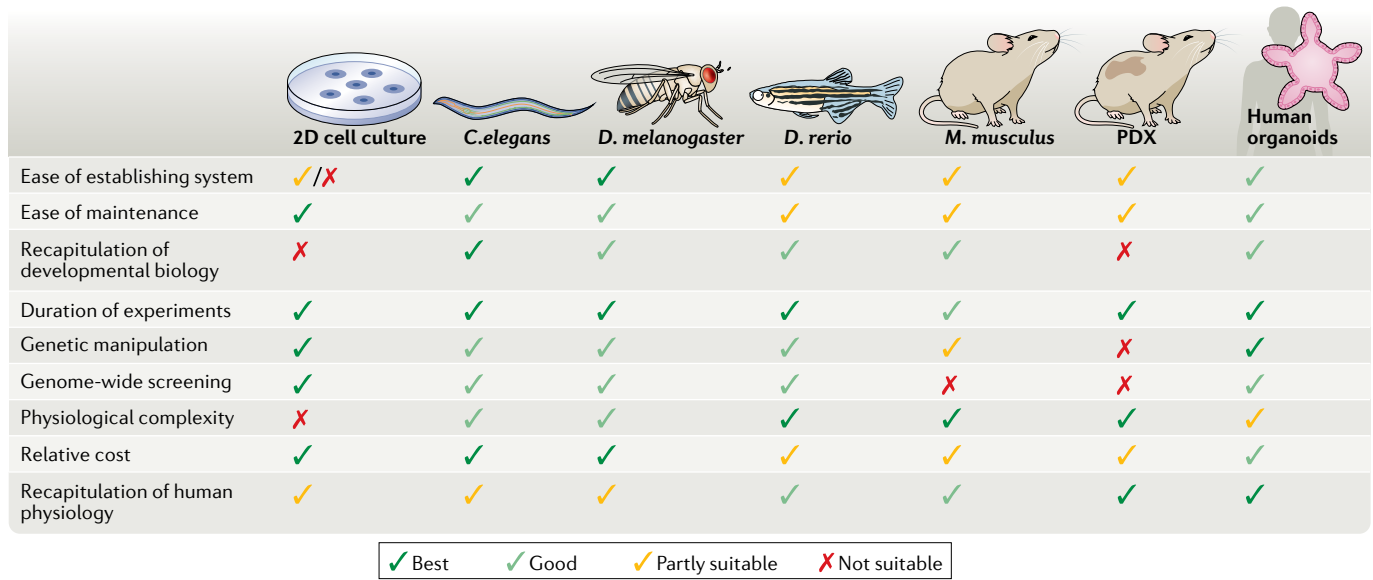 2D cell culture
C.elegans
D. melanogaster
D. rerio
M. musculus
PDX
Human
organoids
Ease of establishing system
/
Ease of maintenance
Recapitulation of
developmental biology
Duration of experiments
Genetic manipulation
Genome-wide screening
Physiological complexity
Relative cost
Recapitulation of human
physiology
Best
Good
Partly suitable
Not suitable